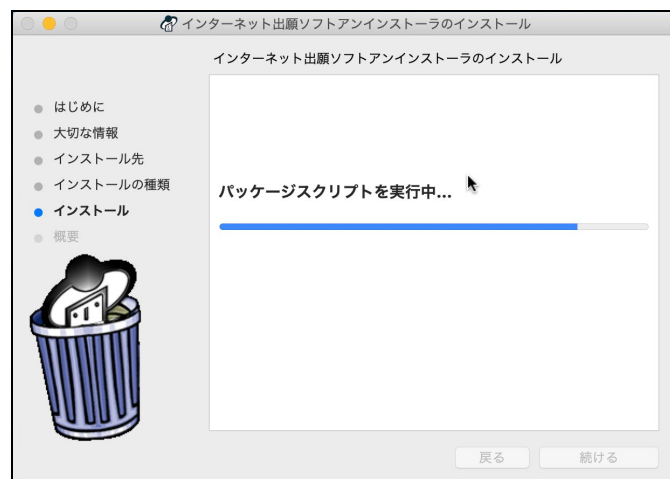 インターネット出願ソフトアンインストーラのインストール
インターネット出願ソフトアンインストーラのインストール
はじめに
大切な情報
インストール先
インストールの種類
インストール
概要
パッケージスクリプトを実行中...
戻る
続ける